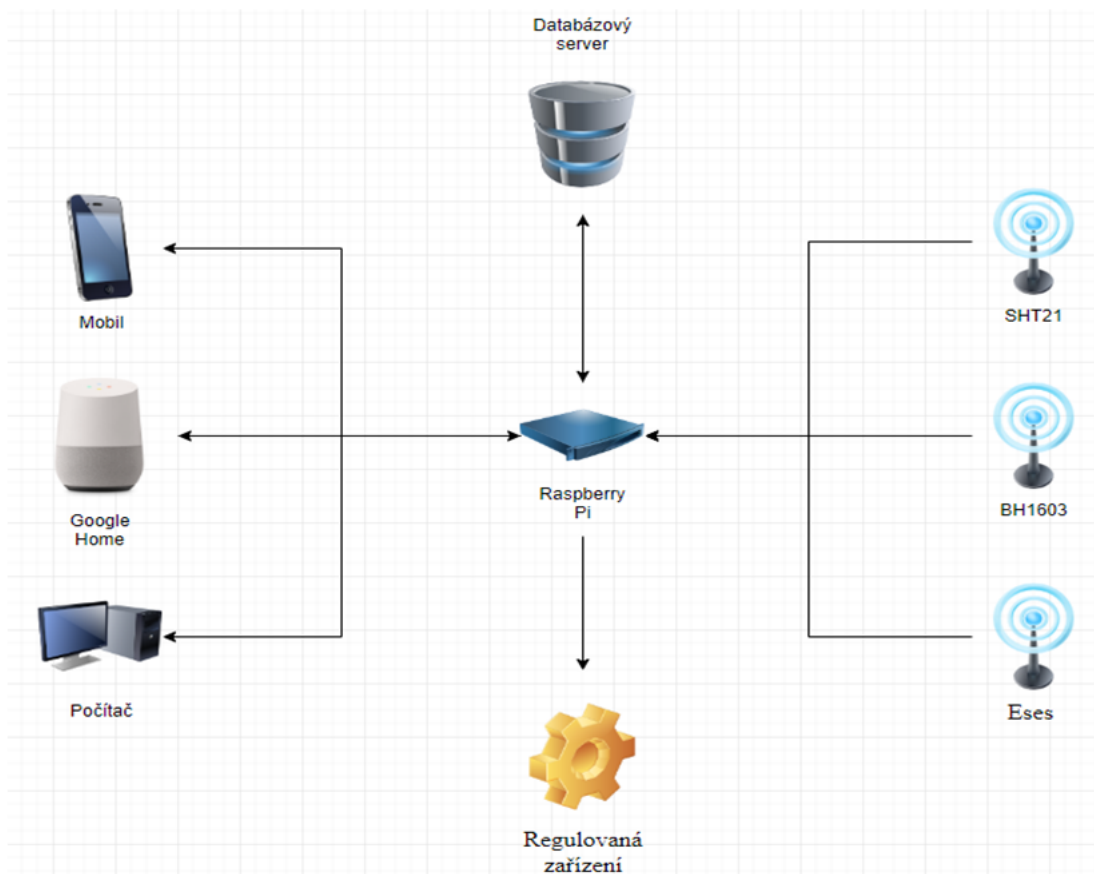 Databázový
server
Mobil
SHT21
Google
Home
Raspberry
Pi
BH1603
Počítač
Eses
Regulovaná
zařízení